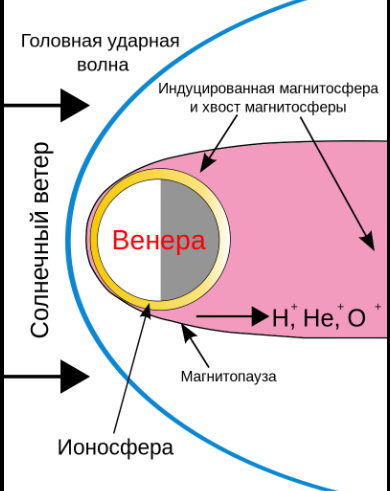 Головная ударная
волна
Индуцированная магнитосфера
и хвост магнитосферы
Солнечный ветер
Венера
H⁺, He⁺, O⁺
Магнитопауза
Ионосфера